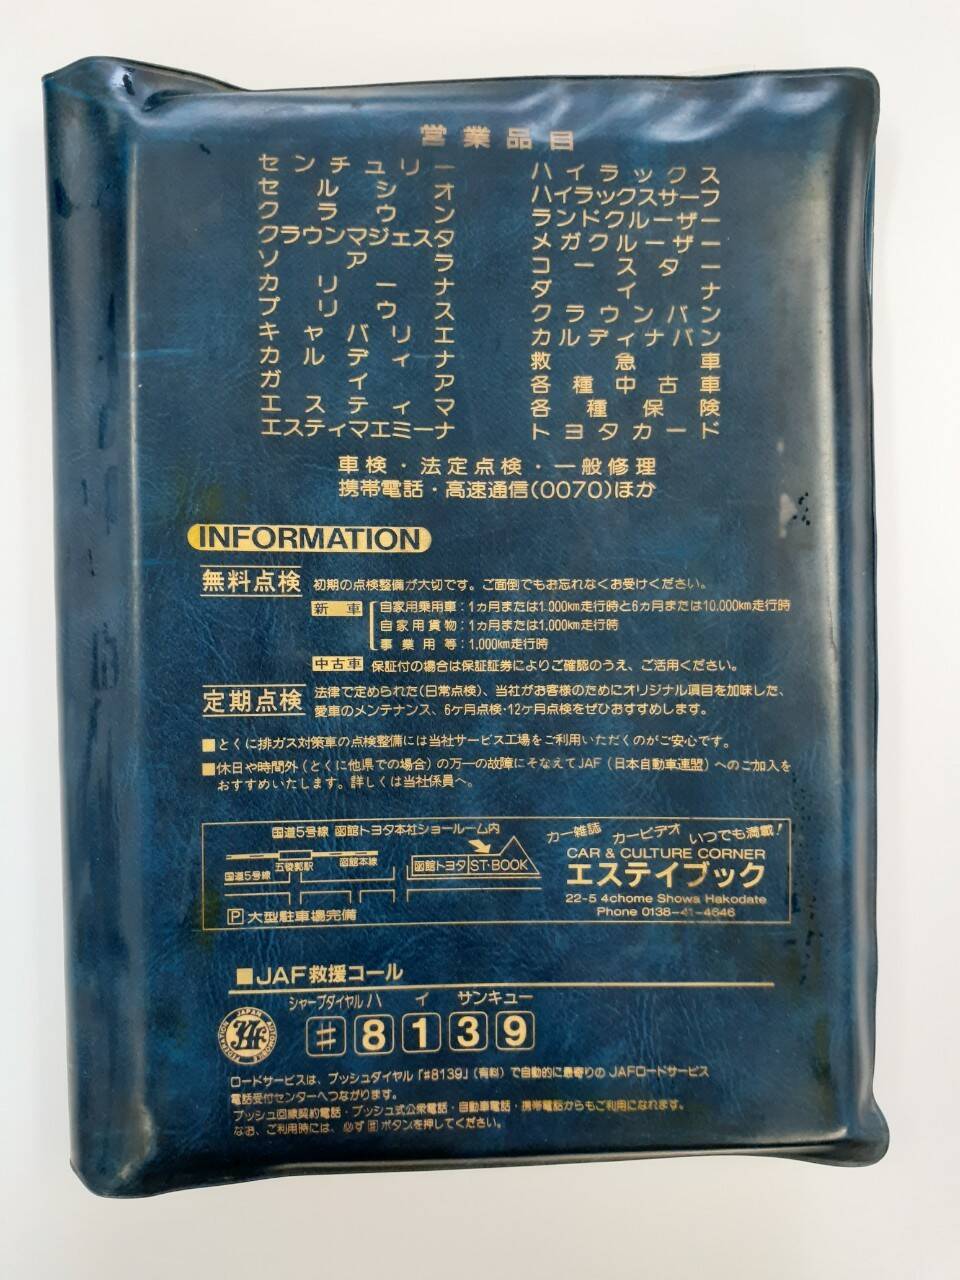 営業品目
センチュリー
セルシオ
クラウン
クラウンマジェスタ
ソアラ
カリーナ
プリウス
キャバリエ
カルディナ
ガイア
エスティマ
エスティマエミーナ
ハイラックス
ハイラックスサーフ
ランドクルーザー
メガクルーザー
コースター
ダイナ
クラウンバン
カルディナバン
救急車
各種中古車
各種保険
トヨタカード
車検・法定点検・一般修理
携帯電話・高速通信(0070)ほか
INFORMATION
無料点検 初期の点検整備が大切です。ご面倒でもお忘れなくお受けください。
新車 自家用乗用車：1ヵ月または1,000km走行時と6ヵ月または10,000km走行時
自家用貨物：1ヵ月または1,000km走行時
事業用等：1,000km走行時
中古車 保証付の場合は保証証券によりご確認のうえ、ご活用ください。
定期点検 法律で定められた(日常点検)、当社がお客様のためにオリジナル項目を加味した、
愛車のメンテナンス、6ケ月点検・12ヶ月点検をぜひおすすめします。
■とくに排ガス対策車の点検整備には当社サービス工場をご利用いただくのがご安心です。
■休日や時間外(とくに他県での場合)の万一の故障にそなえてJAF(日本自動車連盟)へのご加入を
おすすめいたします。詳しくは当社係員へ。
国道5号線 函館トヨタ本社ショールーム内
五稜郭駅
函館本線
国道5号線
函館トヨタ
ST・BOOK
P 大型駐車場完備
カー雑誌 カービデオ いつでも満載!
CAR & CULTURE CORNER
エステイブック
22-5 4chome Showa Hakodate
Phone 0138-41-4646
■JAF救援コール
シャープダイヤル ハイ サンキュー
#8139
JAPAN AUTOMOBILE FEDERATION
JAF
ロードサービスは、プッシュダイヤル「#8139」(有料)で自動的に最寄りのJAFロードサービス
電話受付センターへつながります。
プッシュ回線契約電話・プッシュ式公衆電話・自動車電話・携帯電話からもご利用になれます。
なお、ご利用時には、必ず#ボタンを押してください。